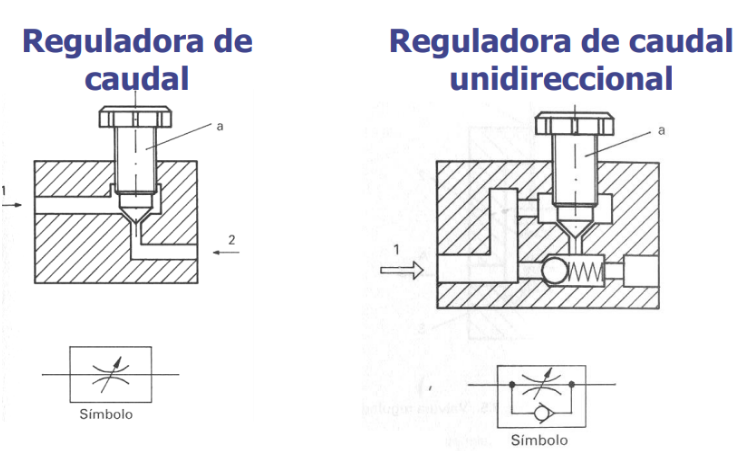 Reguladora de
caudal
a
1
2
Símbolo
Reguladora de caudal
unidireccional
a
1
Símbolo